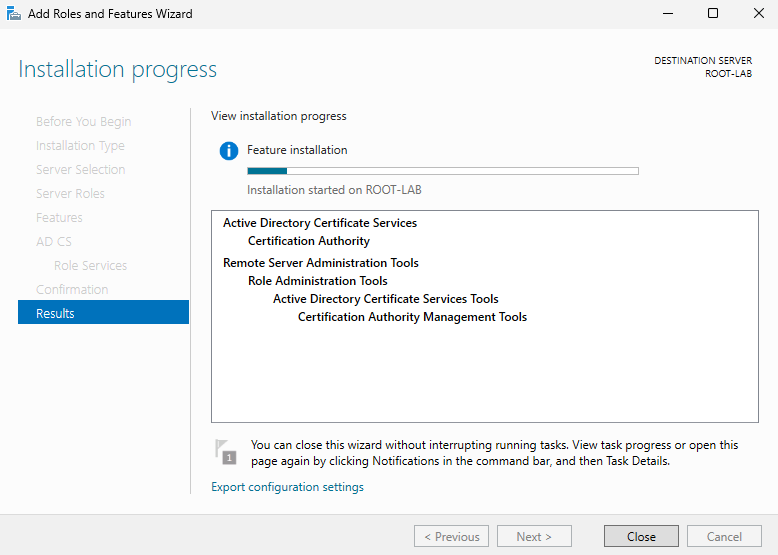 Add Roles and Features Wizard
Installation progress
DESTINATION SERVER
ROOT-LAB
Before You Begin
Installation Type
Server Selection
Server Roles
Features
AD CS
Role Services
Confirmation
Results
View installation progress
Feature installation
Installation started on ROOT-LAB
Active Directory Certificate Services
Certification Authority
Remote Server Administration Tools
Role Administration Tools
Active Directory Certificate Services Tools
Certification Authority Management Tools
1
You can close this wizard without interrupting running tasks. View task progress or open this
page again by clicking Notifications in the command bar, and then Task Details.
Export configuration settings
< Previous
Next >
Close
Cancel